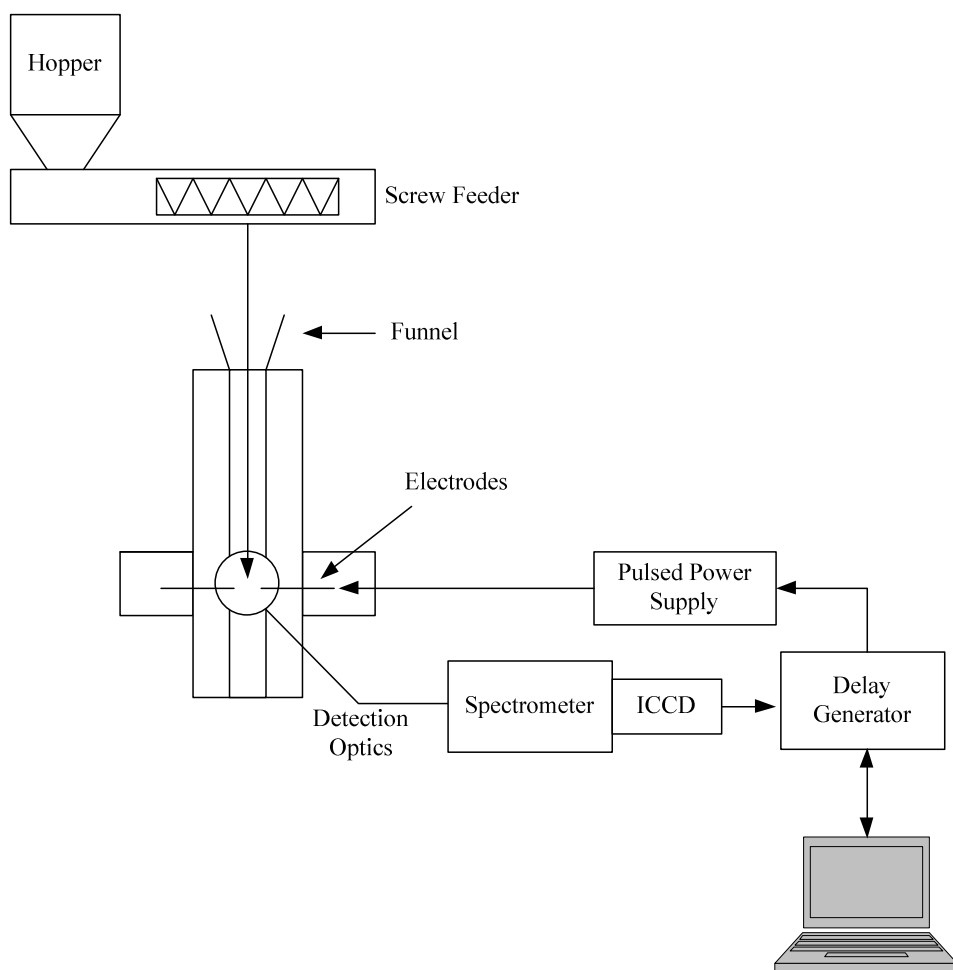 Hopper
Screw Feeder
Funnel
Electrodes
Pulsed Power
Supply
Delay
Generator
Spectrometer
ICCD
Detection
Optics